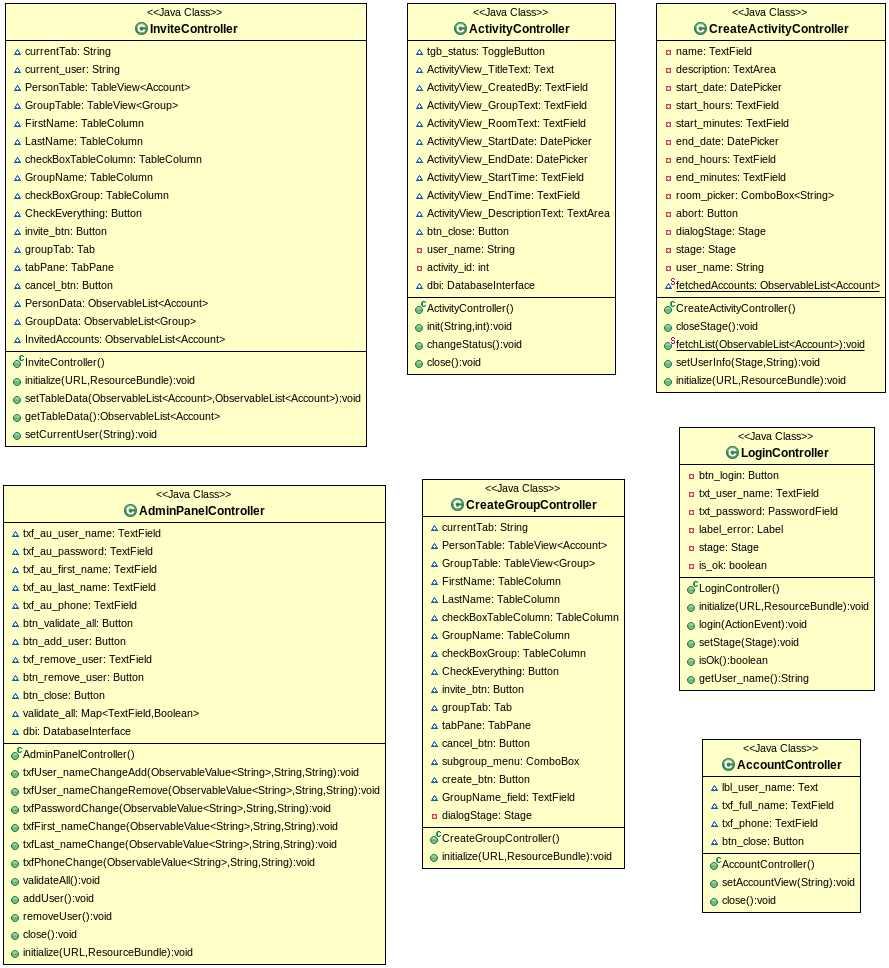 <<Java Class>>
InviteController
currentTab: String
current_user: String
PersonTable: TableView<Account>
GroupTable: TableView<Group>
FirstName: TableColumn
LastName: TableColumn
checkBoxTableColumn: TableColumn
GroupName: TableColumn
checkBoxGroup: TableColumn
CheckEverything: Button
invite_btn: Button
groupTab: Tab
tabPane: TabPane
cancel_btn: Button
PersonData: ObservableList<Account>
GroupData: ObservableList<Group>
InvitedAccounts: ObservableList<Account>
InviteController()
initialize(URL,ResourceBundle):void
setTableData(ObservableList<Account>,ObservableList<Account>):void
getTableData():ObservableList<Account>
setCurrentUser(String):void
<<Java Class>>
ActivityController
tgb_status: ToggleButton
ActivityView_TitleText: Text
ActivityView_CreatedBy: TextField
ActivityView_GroupText: TextField
ActivityView_RoomText: TextField
ActivityView_StartDate: DatePicker
ActivityView_EndDate: DatePicker
ActivityView_StartTime: TextField
ActivityView_EndTime: TextField
ActivityView_DescriptionText: TextArea
btn_close: Button
user_name: String
activity_id: int
dbi: DatabaseInterface
ActivityController()
init(String,int):void
changeStatus():void
close():void
<<Java Class>>
CreateActivityController
name: TextField
description: TextArea
start_date: DatePicker
start_hours: TextField
start_minutes: TextField
end_date: DatePicker
end_hours: TextField
end_minutes: TextField
room_picker: ComboBox<String>
abort: Button
dialogStage: Stage
stage: Stage
user_name: String
fetchedAccounts: ObservableList<Account>
CreateActivityController()
closeStage():void
fetchList(ObservableList<Account>):void
setUserInfo(Stage,String):void
initialize(URL,ResourceBundle):void
<<Java Class>>
AdminPanelController
txf_au_user_name: TextField
txf_au_password: TextField
txf_au_first_name: TextField
txf_au_last_name: TextField
txf_au_phone: TextField
btn_validate_all: Button
btn_add_user: Button
txf_remove_user: TextField
btn_remove_user: Button
btn_close: Button
validate_all: Map<TextField,Boolean>
dbi: DatabaseInterface
AdminPanelController()
txfUser_nameChangeAdd(ObservableValue<String>,String,String):void
txfUser_nameChangeRemove(ObservableValue<String>,String,String):void
txfPasswordChange(ObservableValue<String>,String,String):void
txfFirst_nameChange(ObservableValue<String>,String,String):void
txfLast_nameChange(ObservableValue<String>,String,String):void
txfPhoneChange(ObservableValue<String>,String,String):void
validateAll():void
addUser():void
removeUser():void
close():void
initialize(URL,ResourceBundle):void
<<Java Class>>
CreateGroupController
currentTab: String
PersonTable: TableView<Account>
GroupTable: TableView<Group>
FirstName: TableColumn
LastName: TableColumn
checkBoxTableColumn: TableColumn
GroupName: TableColumn
checkBoxGroup: TableColumn
CheckEverything: Button
invite_btn: Button
groupTab: Tab
tabPane: TabPane
cancel_btn: Button
subgroup_menu: ComboBox
create_btn: Button
GroupName_field: TextField
dialogStage: Stage
CreateGroupController()
initialize(URL,ResourceBundle):void
<<Java Class>>
LoginController
btn_login: Button
txt_user_name: TextField
txt_password: PasswordField
label_error: Label
stage: Stage
is_ok: boolean
LoginController()
initialize(URL,ResourceBundle):void
login(ActionEvent):void
setStage(Stage):void
isOk():boolean
getUser_name():String
<<Java Class>>
AccountController
lbl_user_name: Text
txf_full_name: TextField
txf_phone: TextField
btn_close: Button
AccountController()
setAccountView(String):void
close():void